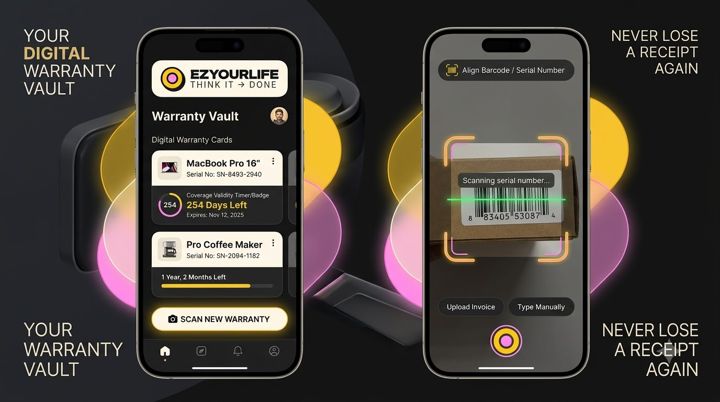 YOUR
DIGITAL
WARRANTY
VAULT
EZYOURLIFE
THINK IT → DONE
Warranty Vault
Digital Warranty Cards
MacBook Pro 16"
Serial No: SN-8493-2940
254
Coverage Validity Timer/Badge
254 Days Left
Expires: Nov 12, 2025
Pro Coffee Maker
Serial No: SN-2094-1182
1 Year, 2 Months Left
SCAN NEW WARRANTY
YOUR
WARRANTY
VAULT
NEVER LOSE
A RECEIPT
AGAIN
Align Barcode / Serial Number
Scanning serial number...
8 83405 53087 4
Upload Invoice
Type Manually
NEVER LOSE
A RECEIPT
AGAIN